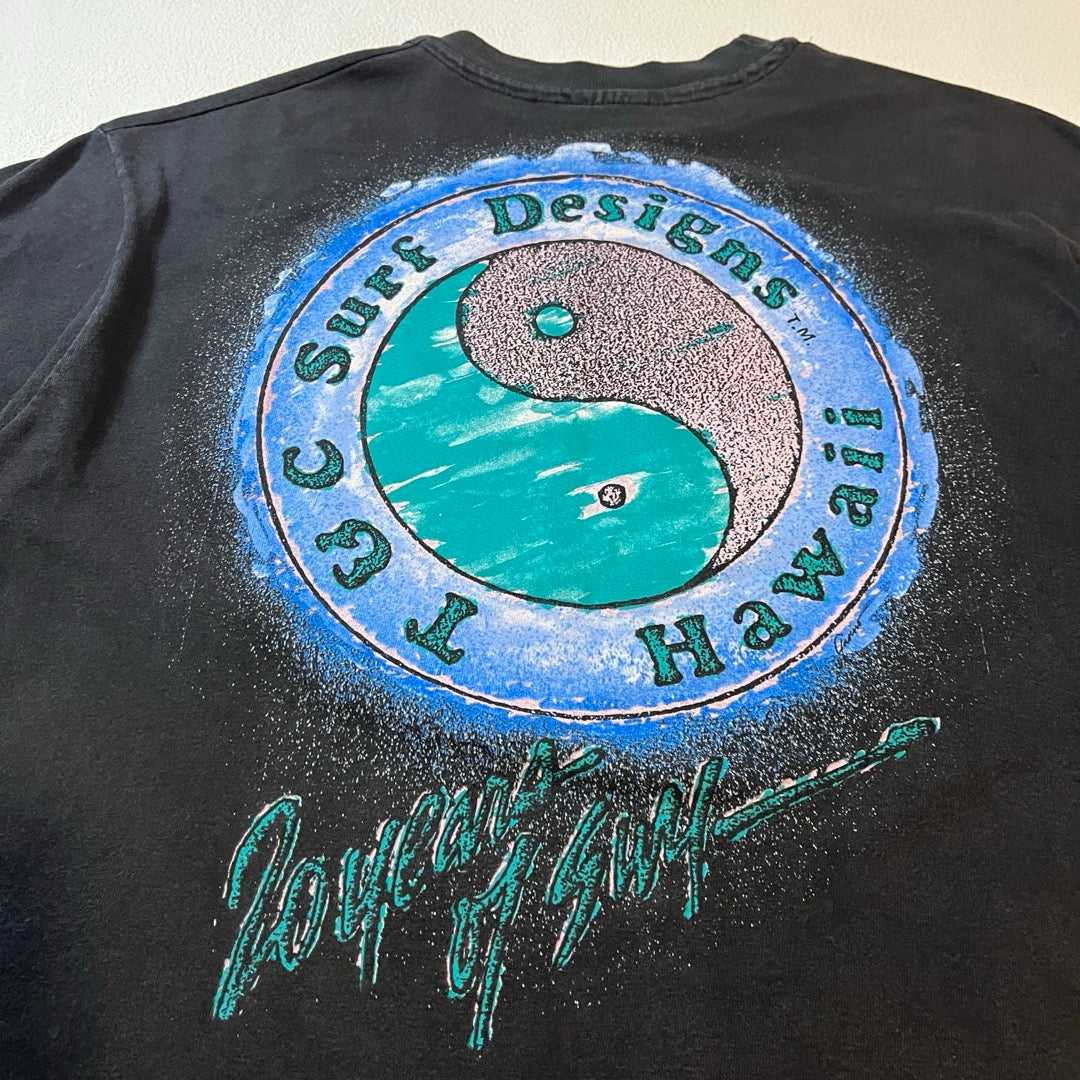 T & C Surf Designs T.M
Hawaii
20 years
of Surf